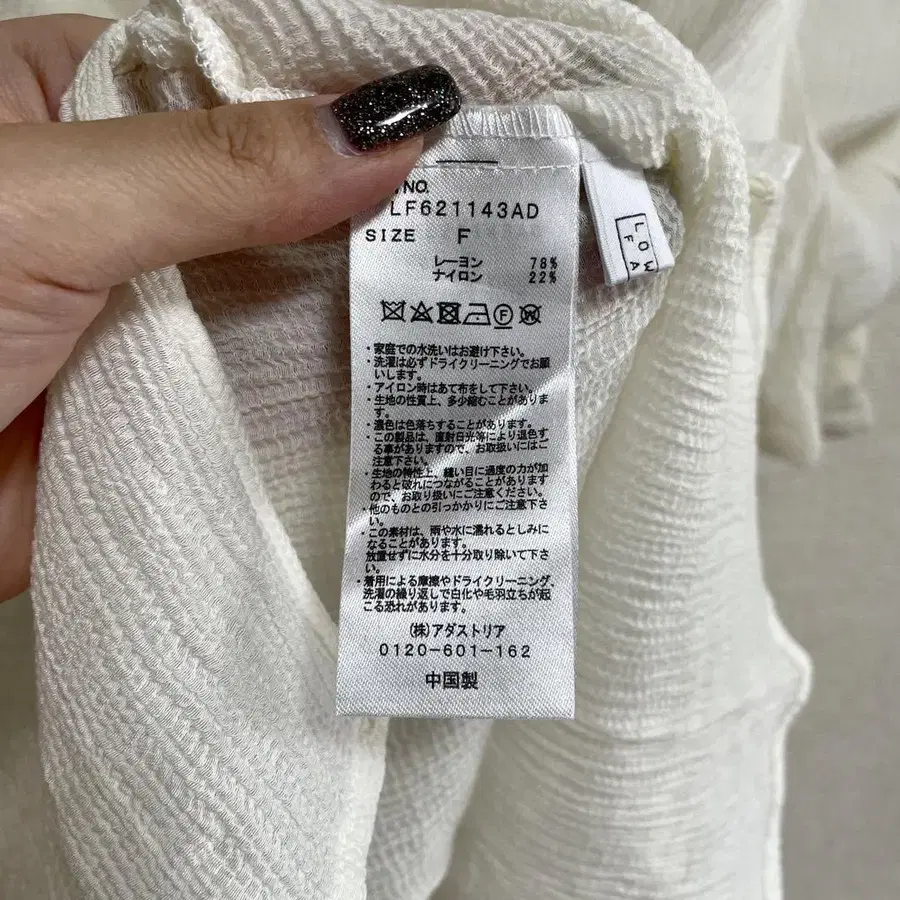 NO.
LF621143AD
SIZE F
レーヨン 78%
ナイロン 22%
・家庭での水洗いはお避け下さい。
・洗濯は必ずドライクリーニングでお願
いします。
・アイロン時はあて布をして下さい。
・生地の性質上、多少縮むことがありま
す。
・濃色は色落ちすることがあります。
・この製品は、直射日光等により退色す
る事がありますので、お取扱いにはご
注意下さい。
・生地の特性上、縫い目に過度の力が加
わると破れにつながることがあります
ので、お取り扱いにご注意ください。
・他のものとの引っかかりにご注意下さ
い。
・この素材は、雨や水に濡れるとしみに
なることがあります。
放置せずに水分を十分取り除いて下さ
い。
・着用による摩擦やドライクリーニング、
洗濯の繰り返しで白化や毛羽立ちが起
こる恐れがあります。
(株)アダストリア
0120-601-162
中国製
LOW
FA